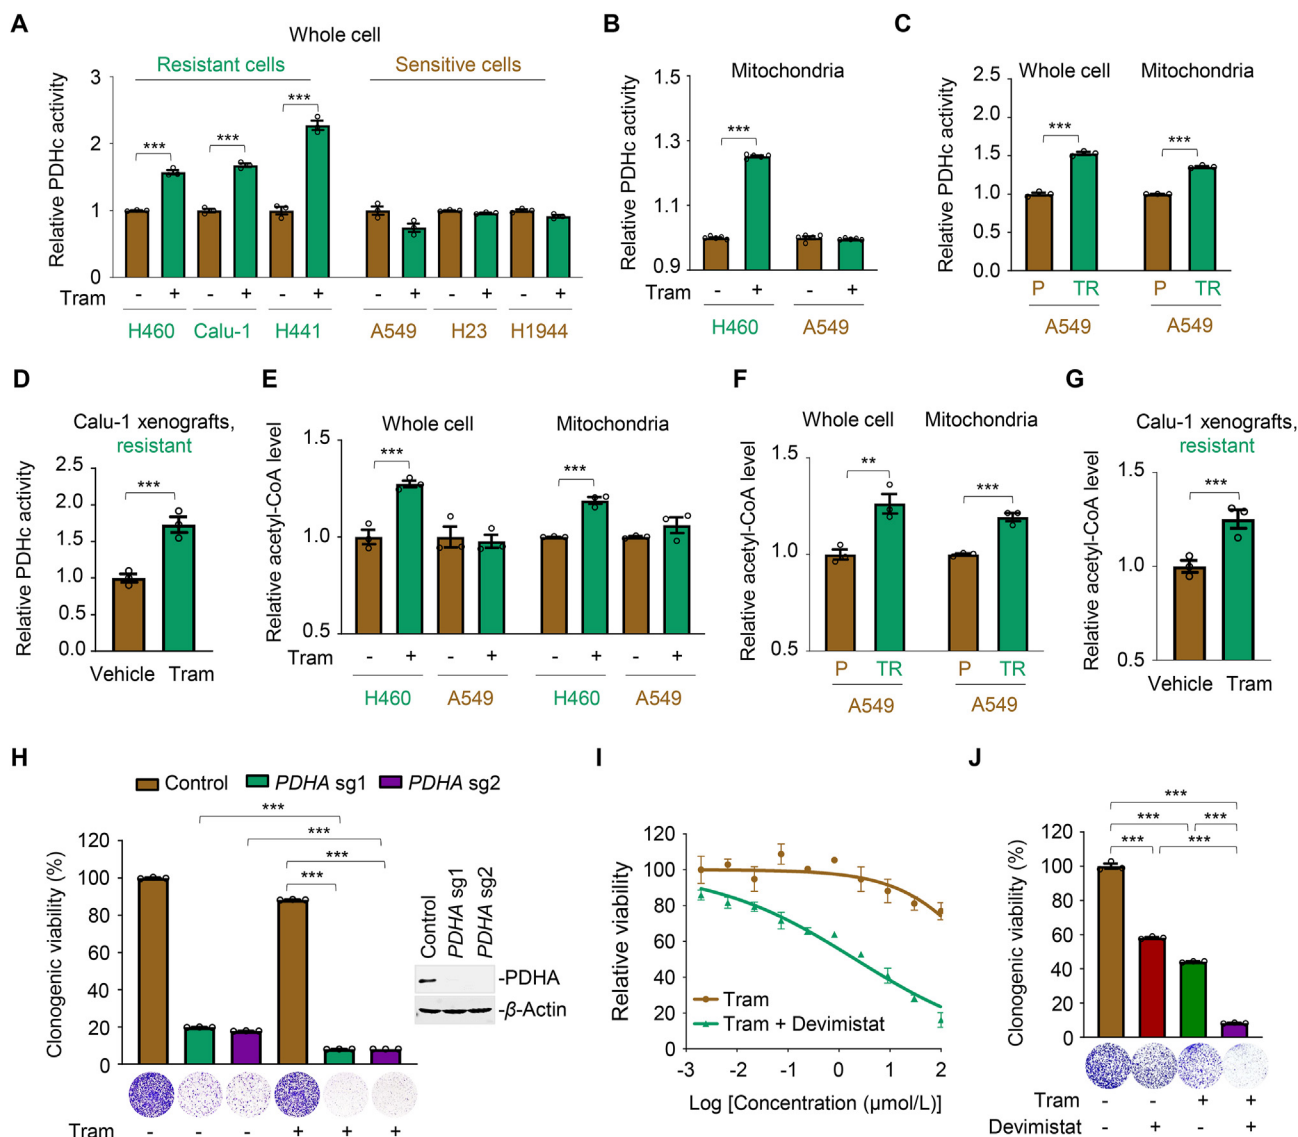 A
Whole cell
Resistant cells
Sensitive cells
Relative PDHc activity
3
2
1
0
***
***
***
Tram - + - + - + - + - + - +
H460 Calu-1 H441 A549 H23 H1944
B
Mitochondria
Relative PDHc activity
1.5
1.3
1.1
0.9
***
Tram - + - +
H460 A549
C
Whole cell Mitochondria
Relative PDHc activity
2.5
2.0
1.5
1.0
0.5
0.0
***
***
P TR P TR
A549 A549
D
Calu-1 xenografts,
resistant
Relative PDHc activity
2.5
2.0
1.5
1.0
0.5
0.0
***
Vehicle Tram
E
Whole cell Mitochondria
Relative acetyl-CoA level
1.5
1.0
0.5
***
***
Tram - + - + - + - +
H460 A549 H460 A549
F
Whole cell Mitochondria
Relative acetyl-CoA level
1.5
1.0
0.5
**
***
P TR P TR
A549 A549
G
Calu-1 xenografts,
resistant
Relative acetyl-CoA level
1.5
1.0
0.5
***
Vehicle Tram
H
Control PDHA sg1 PDHA sg2
Clonogenic viability (%)
120
100
80
60
40
20
0
***
***
***
***
Tram - - - + + +
Control
PDHA sg1
PDHA sg2
-PDHA
-β-Actin
I
Relative viability
120
100
80
60
40
20
0
Tram
Tram + Devimistat
-3 -2 -1 0 1 2
Log [Concentration (µmol/L)]
J
Clonogenic viability (%)
120
100
80
60
40
20
0
***
*** ***
*** ***
Tram - - + +
Devimistat - + - +